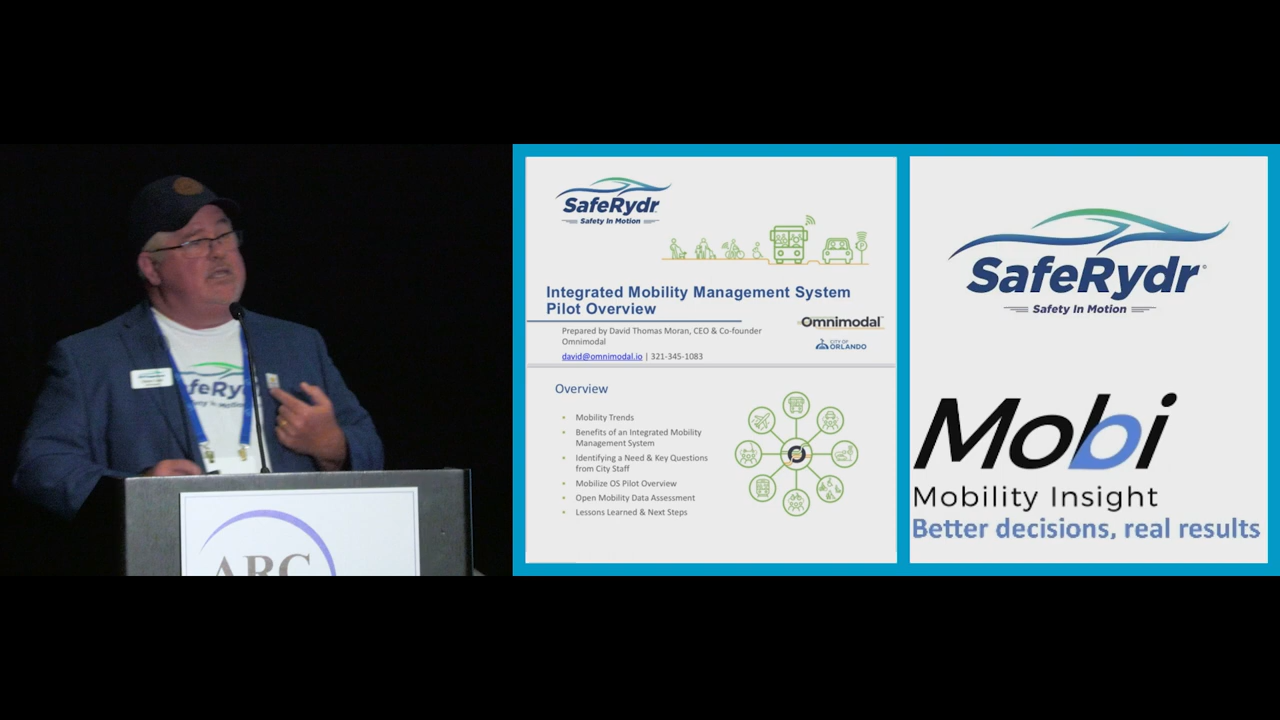 SafeRydr
Safety In Motion
Integrated Mobility Management System
Pilot Overview
Prepared by David Thomas Moran, CEO & Co-founder
Omnimodal
david@omnimodal.io | 321-345-1083
Omnimodal
CITY OF
ORLANDO
Overview
• Mobility Trends
• Benefits of an Integrated Mobility
Management System
• Identifying a Need & Key Questions
from City Staff
• Mobilize OS Pilot Overview
• Open Mobility Data Assessment
• Lessons Learned & Next Steps
SafeRydr
Safety In Motion
Mobi
Mobility Insight
Better decisions, real results
ARC